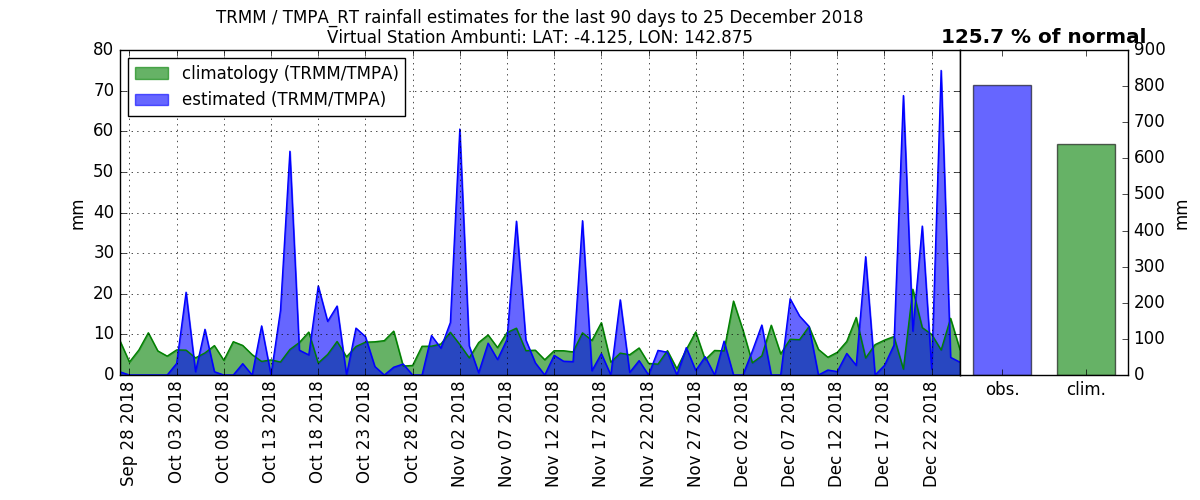 TRMM / TMPA_RT rainfall estimates for the last 90 days to 25 December 2018
Virtual Station Ambunti: LAT: -4.125, LON: 142.875
125.7 % of normal
climatology (TRMM/TMPA)
estimated (TRMM/TMPA)
80
70
60
50
40
30
20
10
0
mm
900
800
700
600
500
400
300
200
100
0
mm
obs.
clim.
Sep 28 2018
Oct 03 2018
Oct 08 2018
Oct 13 2018
Oct 18 2018
Oct 23 2018
Oct 28 2018
Nov 02 2018
Nov 07 2018
Nov 12 2018
Nov 17 2018
Nov 22 2018
Nov 27 2018
Dec 02 2018
Dec 07 2018
Dec 12 2018
Dec 17 2018
Dec 22 2018